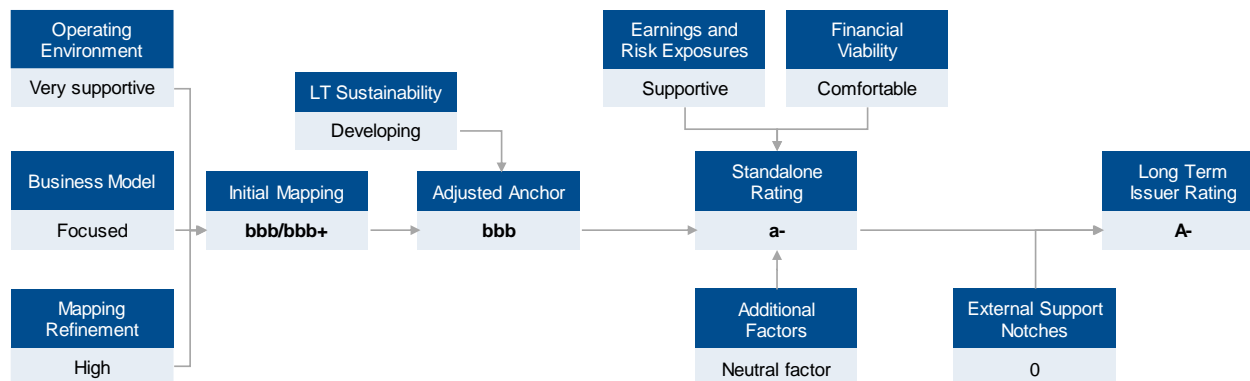 Operating
Environment
Very supportive
Business Model
Focused
Mapping
Refinement
High
Initial Mapping
bbb/bbb+
LT Sustainability
Developing
Adjusted Anchor
bbb
Earnings and
Risk Exposures
Supportive
Financial
Viability
Comfortable
Standalone
Rating
a-
Additional
Factors
Neutral factor
External Support
Notches
0
Long Term
Issuer Rating
A-